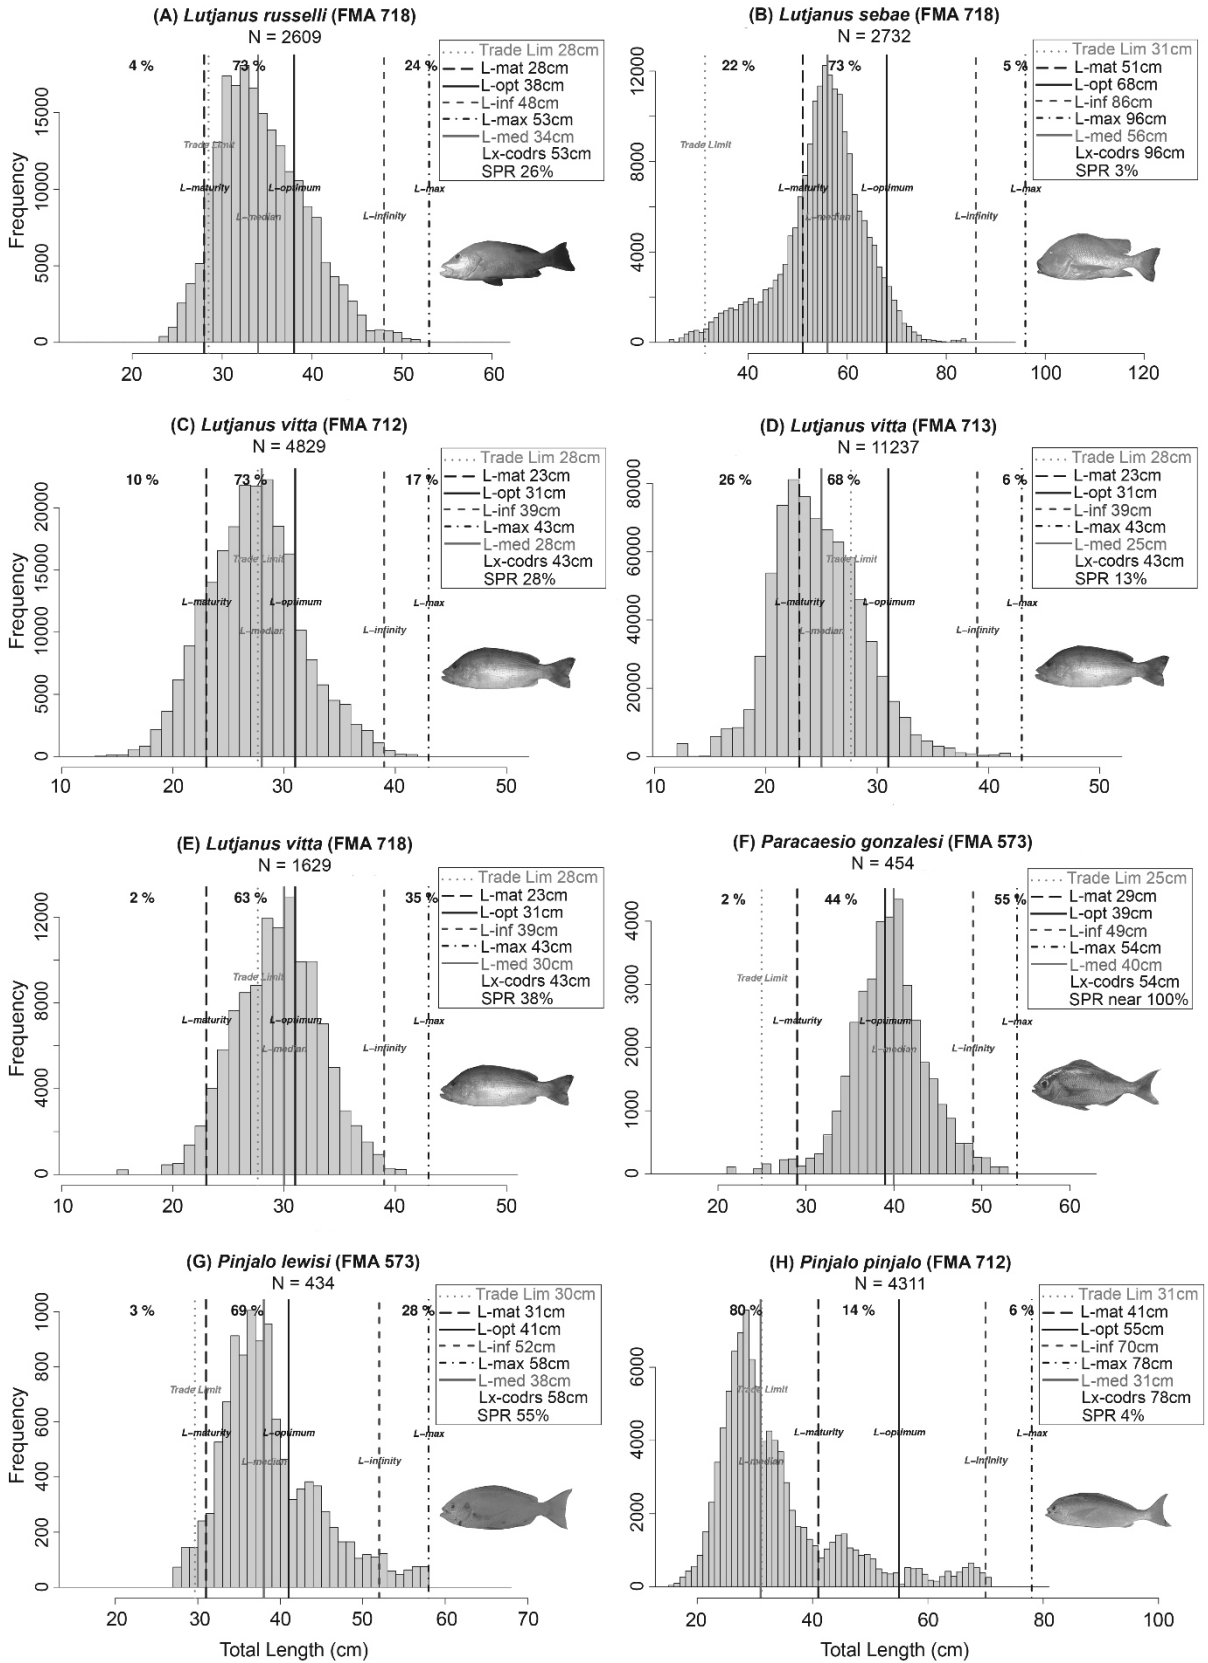 (A) Lutjanus russelli (FMA 718)
N = 2609
4 %
73 %
24 %
Trade Lim 28cm
L-mat 28cm
L-opt 38cm
L-inf 48cm
L-max 53cm
L-med 34cm
Lx-codrs 53cm
SPR 26%
Trade Limit
L-maturity
L-optimum
L-max
L-median
L-infinity
Frequency
0
5000
10000
15000
20
30
40
50
60
(B) Lutjanus sebae (FMA 718)
N = 2732
22 %
73 %
5 %
Trade Lim 31cm
L-mat 51cm
L-opt 68cm
L-inf 86cm
L-max 96cm
L-med 56cm
Lx-codrs 96cm
SPR 3%
Trade Limit
L-maturity
L-optimum
L-max
L-median
L-infinity
0
4000
8000
12000
40
60
80
100
120
(C) Lutjanus vitta (FMA 712)
N = 4829
10 %
73 %
17 %
Trade Lim 28cm
L-mat 23cm
L-opt 31cm
L-inf 39cm
L-max 43cm
L-med 28cm
Lx-codrs 43cm
SPR 28%
Trade Limit
L-maturity
L-optimum
L-max
L-median
L-infinity
Frequency
0
5000
10000
15000
20000
10
20
30
40
50
(D) Lutjanus vitta (FMA 713)
N = 11237
26 %
68 %
6 %
Trade Lim 28cm
L-mat 23cm
L-opt 31cm
L-inf 39cm
L-max 43cm
L-med 25cm
Lx-codrs 43cm
SPR 13%
Trade Limit
L-maturity
L-optimum
L-max
L-median
L-infinity
0
20000
40000
60000
80000
10
20
30
40
50
(E) Lutjanus vitta (FMA 718)
N = 1629
2 %
63 %
35 %
Trade Lim 28cm
L-mat 23cm
L-opt 31cm
L-inf 39cm
L-max 43cm
L-med 30cm
Lx-codrs 43cm
SPR 38%
Trade Limit
L-maturity
L-optimum
L-max
L-median
L-infinity
Frequency
0
4000
8000
12000
10
20
30
40
50
(F) Paracaesio gonzalesi (FMA 573)
N = 454
2 %
44 %
55 %
Trade Lim 25cm
L-mat 29cm
L-opt 39cm
L-inf 49cm
L-max 54cm
L-med 40cm
Lx-codrs 54cm
SPR near 100%
Trade Limit
L-maturity
L-optimum
L-max
L-median
L-infinity
0
1000
2000
3000
4000
20
30
40
50
60
(G) Pinjalo lewisi (FMA 573)
N = 434
3 %
69 %
28 %
Trade Lim 30cm
L-mat 31cm
L-opt 41cm
L-inf 52cm
L-max 58cm
L-med 38cm
Lx-codrs 58cm
SPR 55%
Trade Limit
L-maturity
L-optimum
L-max
L-median
L-infinity
Frequency
0
200
400
600
800
1000
20
30
40
50
60
70
Total Length (cm)
(H) Pinjalo pinjalo (FMA 712)
N = 4311
80 %
14 %
6 %
Trade Lim 31cm
L-mat 41cm
L-opt 55cm
L-inf 70cm
L-max 78cm
L-med 31cm
Lx-codrs 78cm
SPR 4%
Trade Limit
L-maturity
L-optimum
L-max
L-median
L-infinity
0
2000
4000
6000
20
40
60
80
100
Total Length (cm)